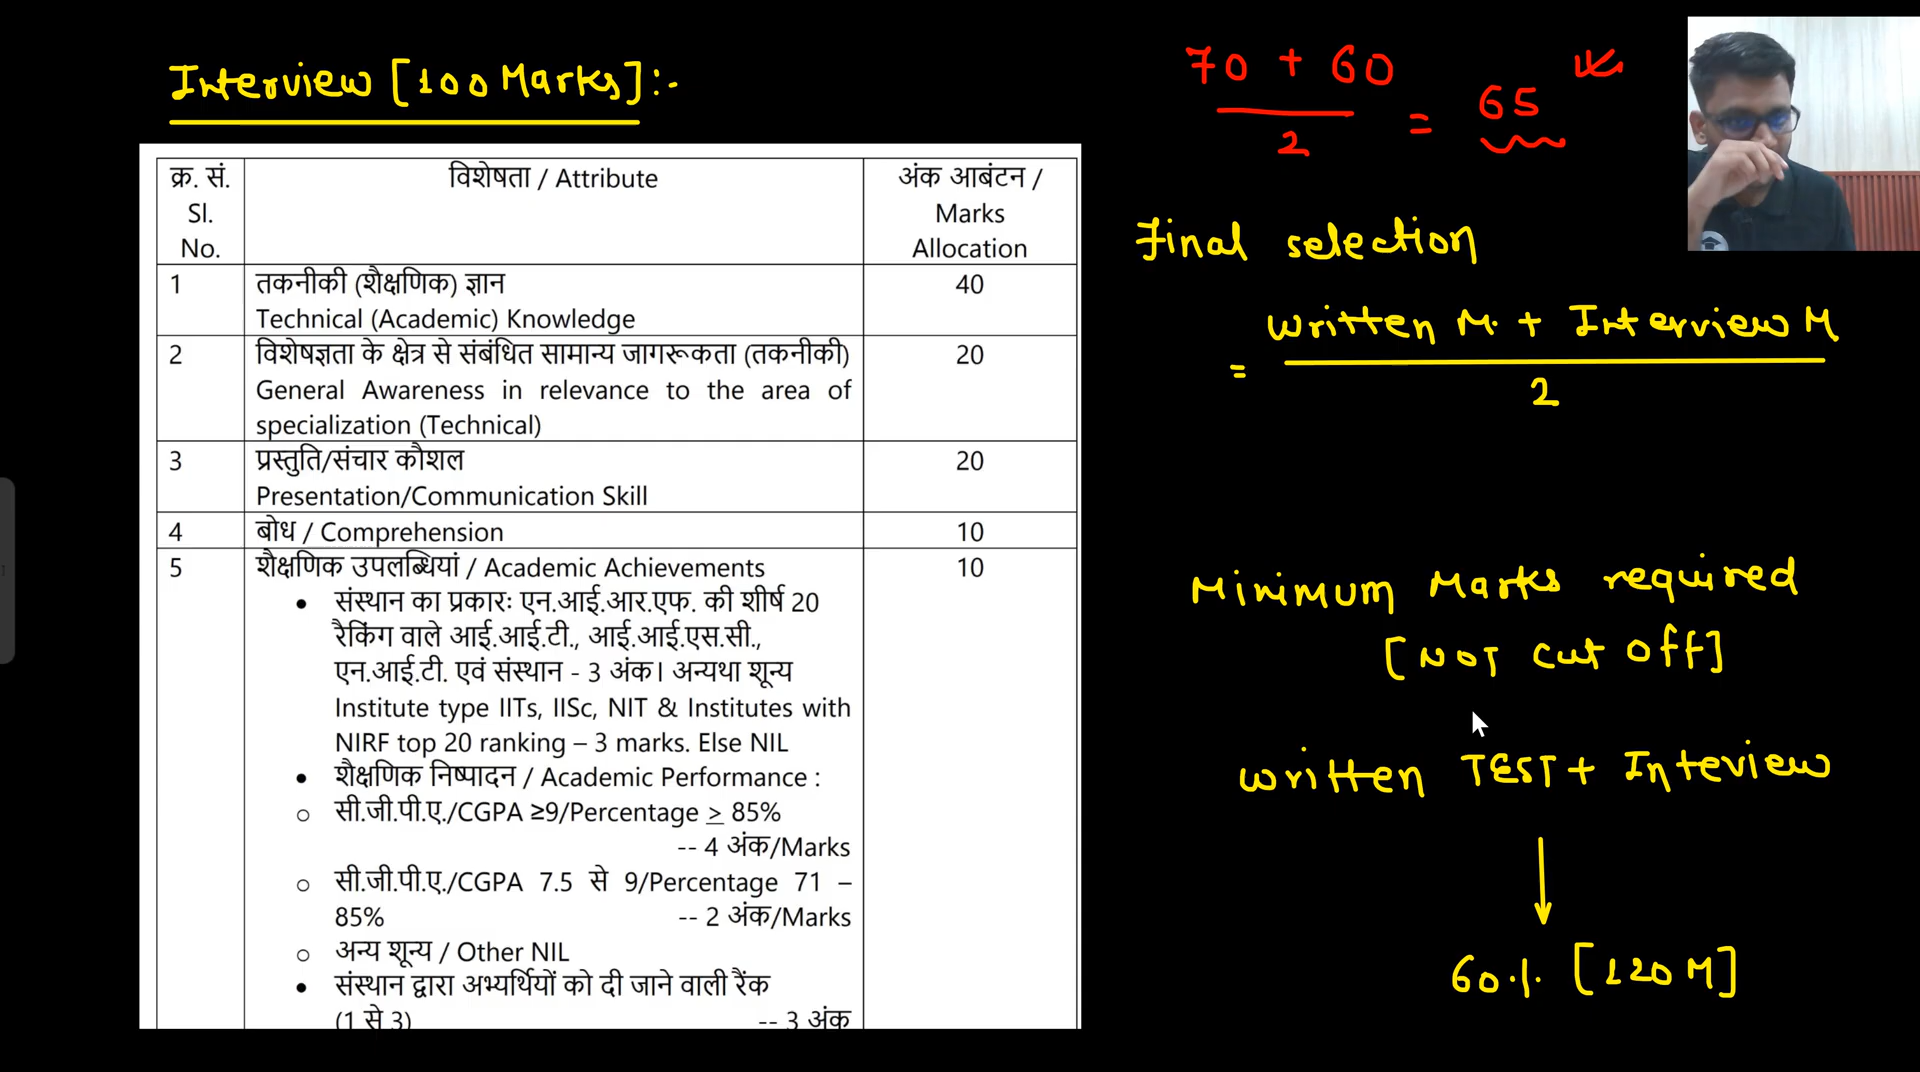 Interview [100 Marks]:-
क्र. सं.
Sl.
No.
विशेषता / Attribute
अंक आबंटन /
Marks
Allocation
1
तकनीकी (शैक्षणिक) ज्ञान
Technical (Academic) Knowledge
40
2
विशेषज्ञता के क्षेत्र से संबंधित सामान्य जागरूकता (तकनीकी)
General Awareness in relevance to the area of
specialization (Technical)
20
3
प्रस्तुति/संचार कौशल
Presentation/Communication Skill
20
4
बोध / Comprehension
10
5
शैक्षणिक उपलब्धियां / Academic Achievements
10
• संस्थान का प्रकारः एन.आई.आर.एफ. की शीर्ष 20
रैकिंग वाले आई.आई.टी., आई.आई.एस.सी.,
एन.आई.टी. एवं संस्थान - 3 अंक। अन्यथा शून्य
Institute type IITs, IISc, NIT & Institutes with
NIRF top 20 ranking – 3 marks. Else NIL
• शैक्षणिक निष्पादन / Academic Performance :
○ सी.जी.पी.ए./CGPA ≥9/Percentage > 85%
-- 4 अंक/Marks
○ सी.जी.पी.ए./CGPA 7.5 से 9/Percentage 71 –
85% -- 2 अंक/Marks
○ अन्य शून्य / Other NIL
• संस्थान द्वारा अभ्यर्थियों को दी जाने वाली रैंक
(1 से 3) -- 3 अंक
70 + 60
2
= 65
Final selection
= written M. + Interview M
2
Minimum Marks required
[NOT cut off]
written TEST + Interview
60% [120 M]